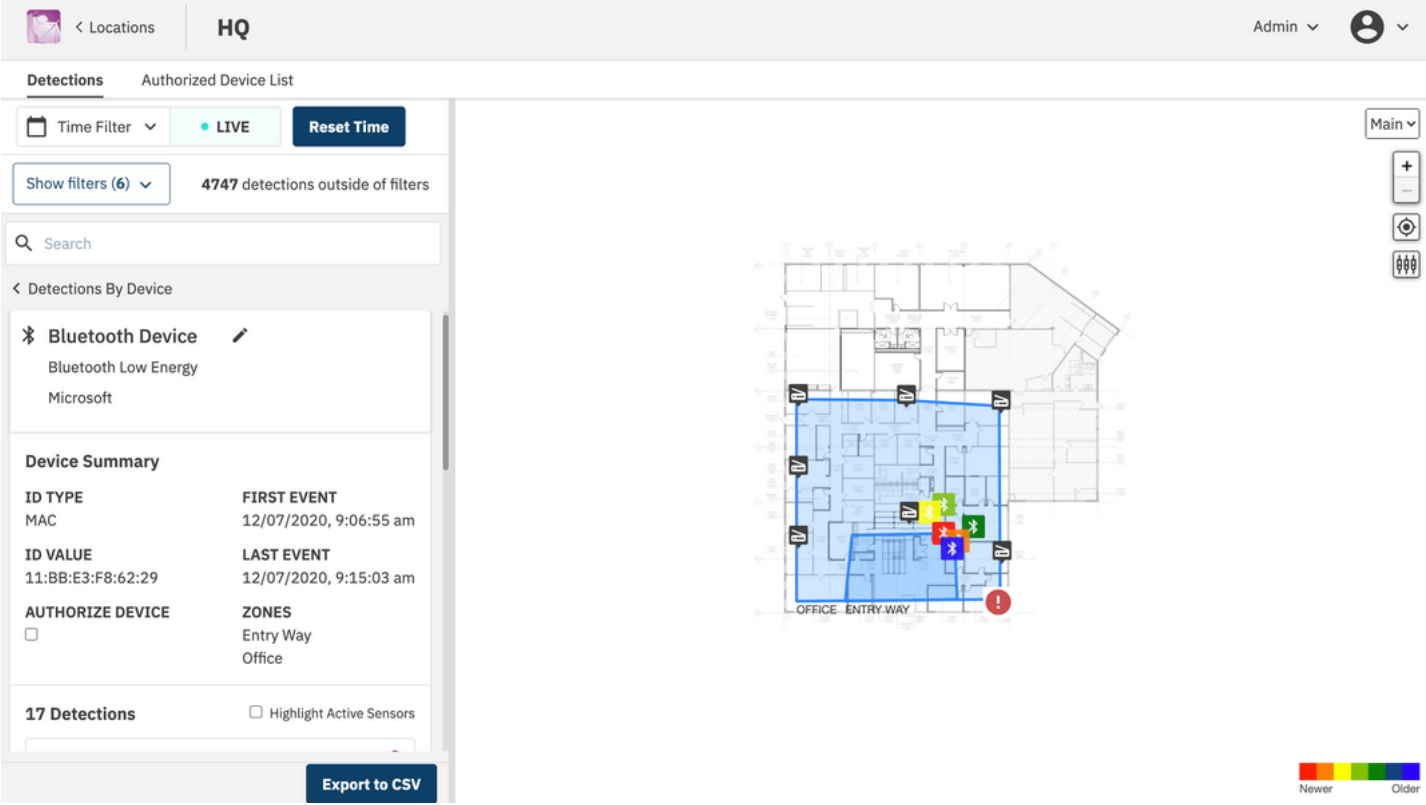 Locations
HQ
Admin
Detections
Authorized Device List
Time Filter
LIVE
Reset Time
Show filters (6)
4747 detections outside of filters
Search
Detections By Device
Bluetooth Device
Bluetooth Low Energy
Microsoft
Device Summary
ID TYPE
FIRST EVENT
MAC
12/07/2020, 9:06:55 am
ID VALUE
LAST EVENT
11:BB:E3:F8:62:29
12/07/2020, 9:15:03 am
AUTHORIZE DEVICE
ZONES
Entry Way
Office
17 Detections
Highlight Active Sensors
Export to CSV
Main
+
−
OFFICE
ENTRY WAY
!
Newer
Older